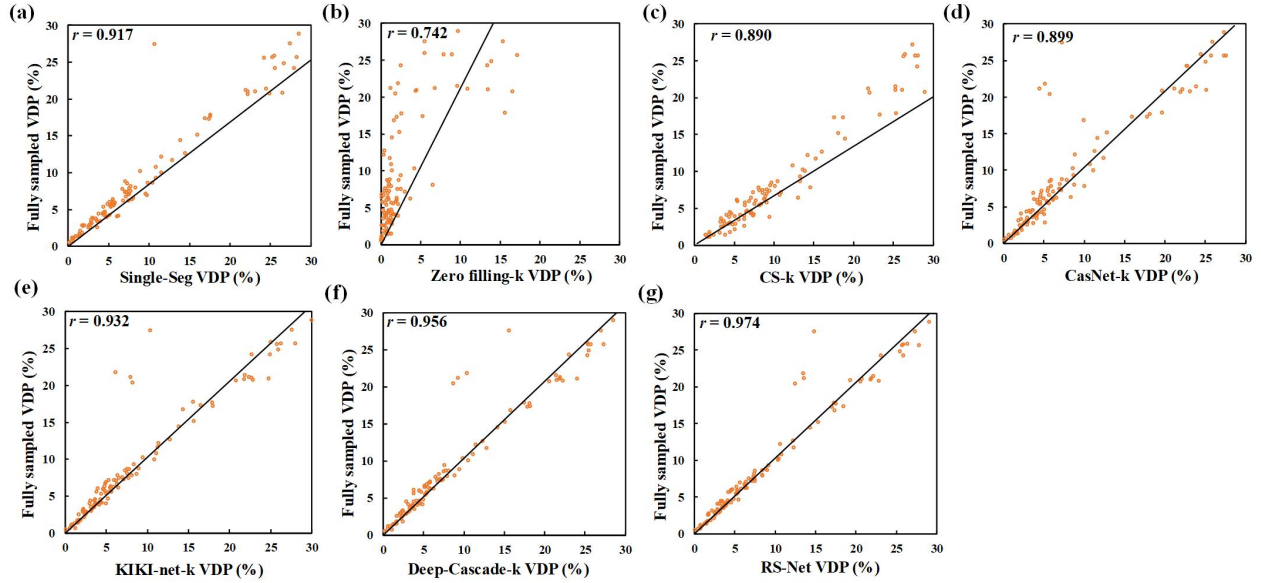 (a)
r = 0.917
Fully sampled VDP (%)
30
25
20
15
10
5
0
0 5 10 15 20 25 30
Single-Seg VDP (%)
(b)
r = 0.742
Fully sampled VDP (%)
30
25
20
15
10
5
0
0 5 10 15 20 25 30
Zero filling-k VDP (%)
(c)
r = 0.890
Fully sampled VDP (%)
30
25
20
15
10
5
0
0 5 10 15 20 25 30
CS-k VDP (%)
(d)
r = 0.899
Fully sampled VDP (%)
30
25
20
15
10
5
0
0 5 10 15 20 25 30
CasNet-k VDP (%)
(e)
r = 0.932
Fully sampled VDP (%)
30
25
20
15
10
5
0
0 5 10 15 20 25 30
KIKI-net-k VDP (%)
(f)
r = 0.956
Fully sampled VDP (%)
30
25
20
15
10
5
0
0 5 10 15 20 25 30
Deep-Cascade-k VDP (%)
(g)
r = 0.974
Fully sampled VDP (%)
30
25
20
15
10
5
0
0 5 10 15 20 25 30
RS-Net VDP (%)